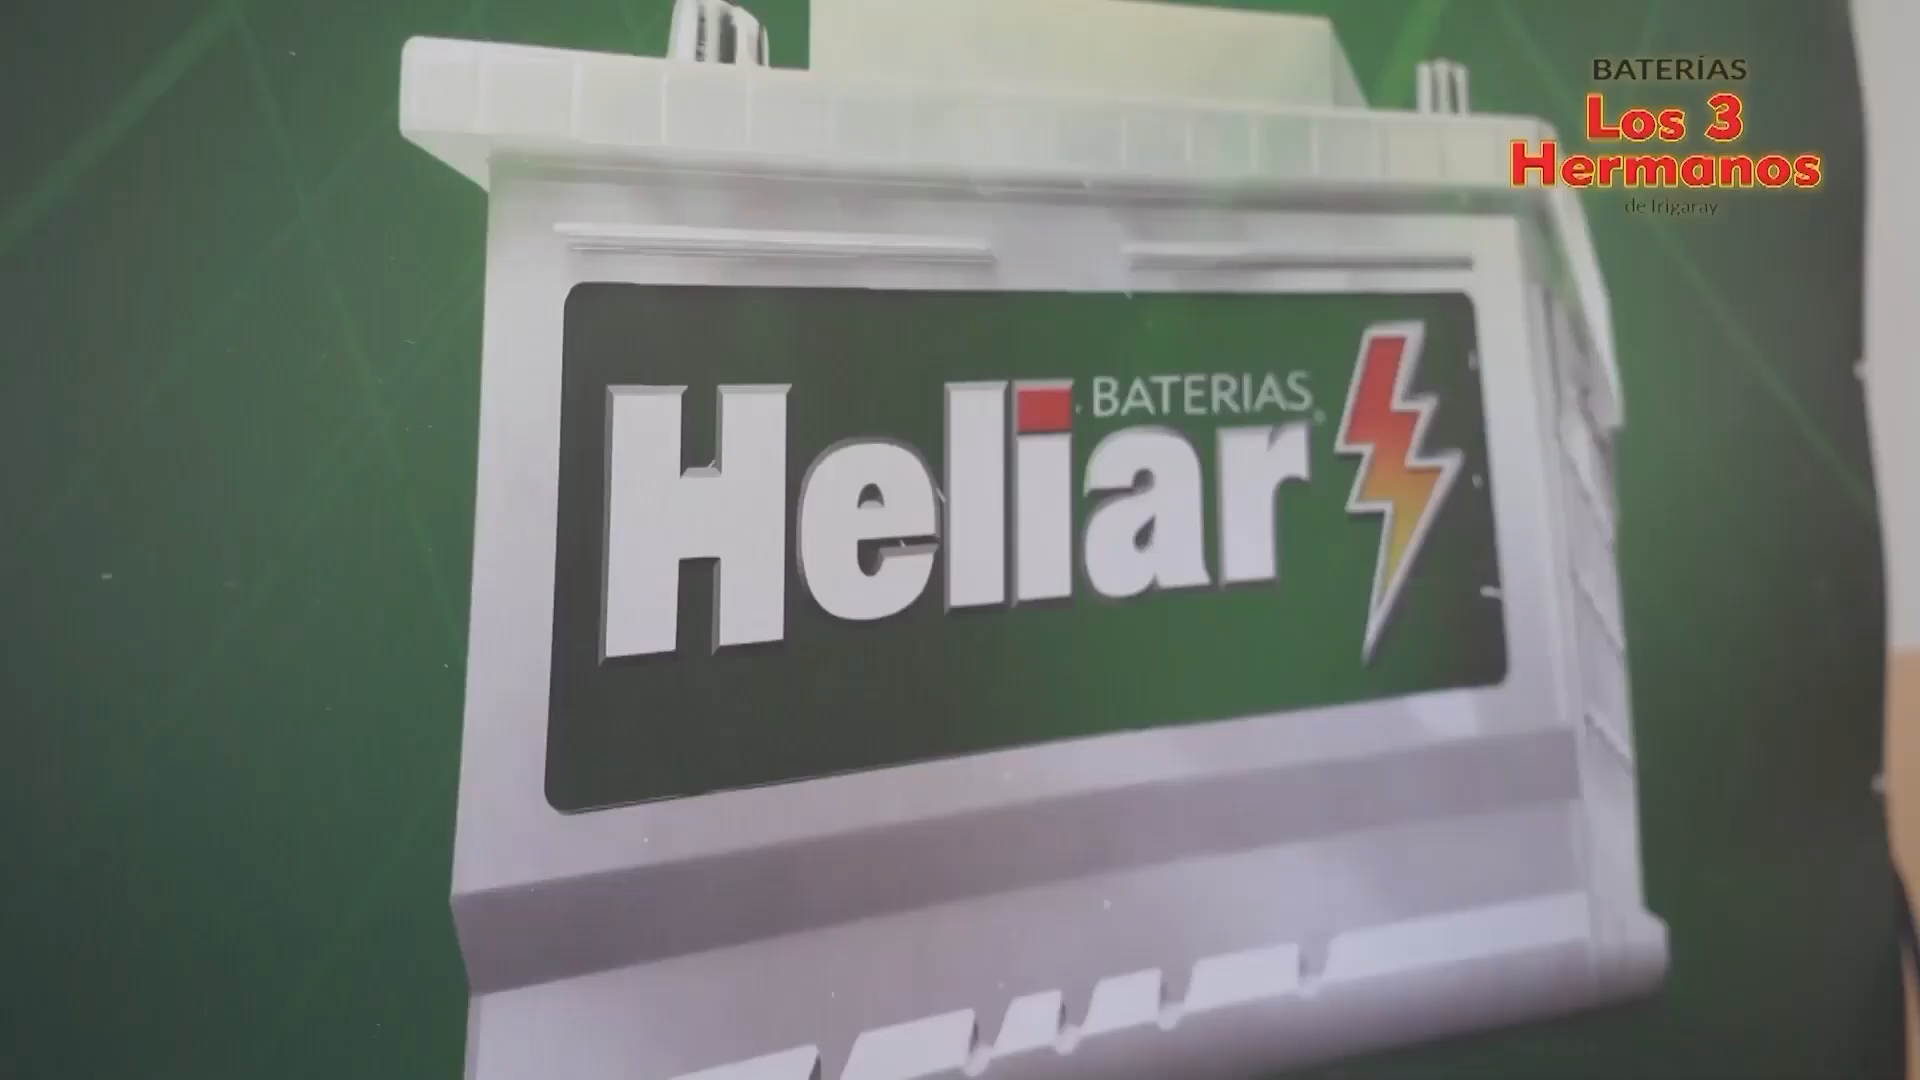 BATERÍAS
Los 3
Hermanos
de Irigaray
BATERIAS
Heliar